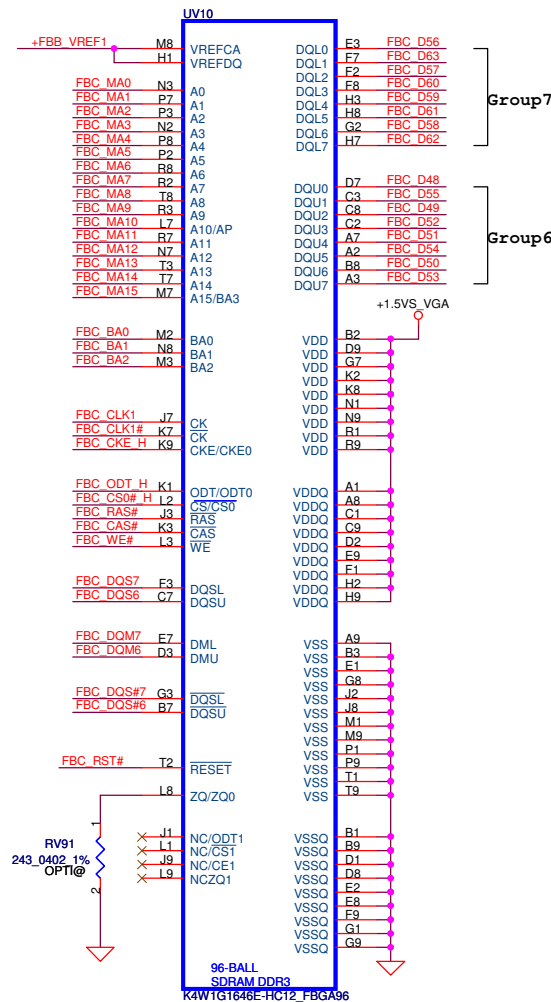 UV10
+FBB_VREF1 M8 VREFCA E3 FBC_D56
H1 VREFDQ DQL0 F7 FBC_D63
DQL1 F2 FBC_D57
FBC_MA0 N3 A0 DQL2 F8 FBC_D60
FBC_MA1 P7 A1 DQL3 H3 FBC_D59 Group7
FBC_MA2 P3 A2 DQL4 H8 FBC_D61
FBC_MA3 N2 A3 DQL5 G2 FBC_D58
FBC_MA4 P8 A4 DQL6 H7 FBC_D62
FBC_MA5 P2 A5 DQL7
FBC_MA6 R8 A6
FBC_MA7 R2 A7 DQU0 D7 FBC_D48
FBC_MA8 T8 A8 DQU1 C3 FBC_D55
FBC_MA9 R3 A9 DQU2 C8 FBC_D49
FBC_MA10 L7 A10/AP DQU3 C2 FBC_D52
FBC_MA11 R7 A11 DQU4 A7 FBC_D51 Group6
FBC_MA12 N7 A12 DQU5 A2 FBC_D54
FBC_MA13 T3 A13 DQU6 B8 FBC_D50
FBC_MA14 T7 A14 DQU7 A3 FBC_D53
FBC_MA15 M7 A15/BA3
+1.5VS_VGA
FBC_BA0 M2 BA0 VDD B2
FBC_BA1 N8 BA1 VDD D9
FBC_BA2 M3 BA2 VDD G7
VDD K2
VDD K8
VDD N1
FBC_CLK1 J7 CK VDD N9
FBC_CLK1# K7 CK VDD R1
FBC_CKE_H K9 CKE/CKE0 VDD R9
FBC_ODT_H K1 ODT/ODT0 VDDQ A1
FBC_CS0#_H L2 CS/CS0 VDDQ A8
FBC_RAS# J3 RAS VDDQ C1
FBC_CAS# K3 CAS VDDQ C9
FBC_WE# L3 WE VDDQ D2
VDDQ E9
VDDQ F1
FBC_DQS7 F3 DQSL VDDQ H2
FBC_DQS6 C7 DQSU VDDQ H9
FBC_DQM7 E7 DML VSS A9
FBC_DQM6 D3 DMU VSS B3
VSS E1
VSS G8
FBC_DQS#7 G3 DQSL VSS J2
FBC_DQS#6 B7 DQSU VSS J8
VSS M1
VSS M9
VSS P1
FBC_RST# T2 RESET VSS P9
VSS T1
L8 ZQ/ZQ0 VSS T9
1
J1 NC/ODT1 VSSQ B1
RV91 L1 NC/CS1 VSSQ B9
243_0402_1% J9 NC/CE1 VSSQ D1
OPTI@ L9 NCZQ1 VSSQ D8
2 VSSQ E2
VSSQ E8
VSSQ F9
VSSQ G1
VSSQ G9
96-BALL
SDRAM DDR3
K4W1G1646E-HC12_FBGA96